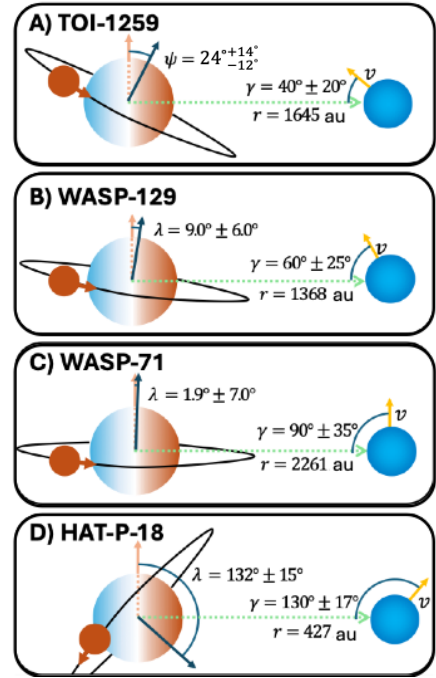 A) TOI-1259
ψ = 24°⁺¹⁴°₋₁₂°
γ = 40° ± 20°
v
r = 1645 au
B) WASP-129
λ = 9.0° ± 6.0°
v
γ = 60° ± 25°
r = 1368 au
C) WASP-71
λ = 1.9° ± 7.0°
γ = 90° ± 35°
v
r = 2261 au
D) HAT-P-18
λ = 132° ± 15°
γ = 130° ± 17°
v
r = 427 au